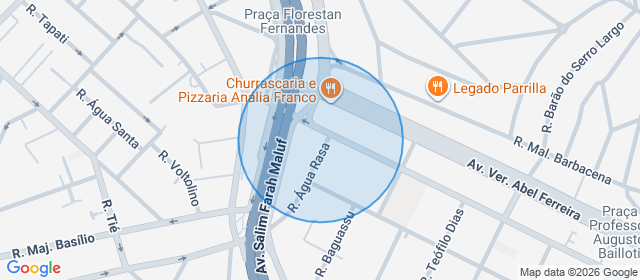 Praça Florestan
Fernandes
R. Tapati
Churrascaria e
Pizzaria Anália Franco
Legado Parrilla
R. Barão do Serro Largo
R. Água Santa
R. Voltolino
Av. Salim Farah Maluf
R. Água Rasa
R. Mal. Barbacena
Av. Ver. Abel Ferreira
R. Tié
R. Maj. Basílio
R. Baguassu
R. Teófilo Dias
Praça
Professor
Augusto
Baillot
Google
Map data ©2026 Google